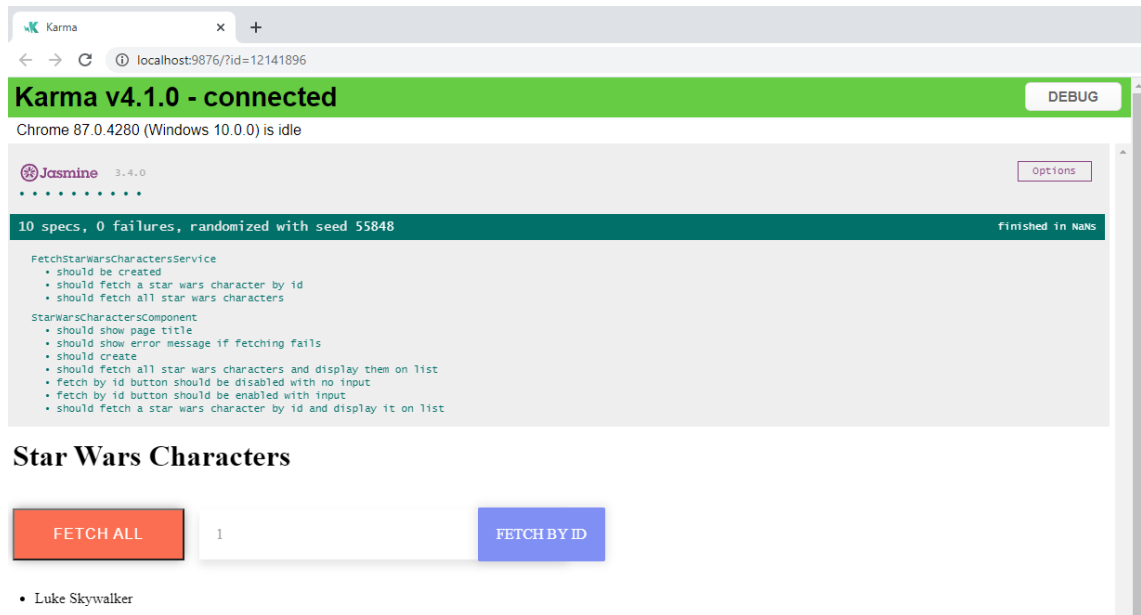 Karma
localhost:9876/?id=12141896
Karma v4.1.0 - connected
DEBUG
Chrome 87.0.4280 (Windows 10.0.0) is idle
Jasmine 3.4.0
Options
10 specs, 0 failures, randomized with seed 55848
finished in NaNs
FetchStarWarsCharactersService
• should be created
• should fetch a star wars character by id
• should fetch all star wars characters
StarWarsCharactersComponent
• should show page title
• should show error message if fetching fails
• should create
• should fetch all star wars characters and display them on list
• fetch by id button should be disabled with no input
• fetch by id button should be enabled with input
• should fetch a star wars character by id and display it on list
Star Wars Characters
FETCH ALL
1
FETCH BY ID
• Luke Skywalker